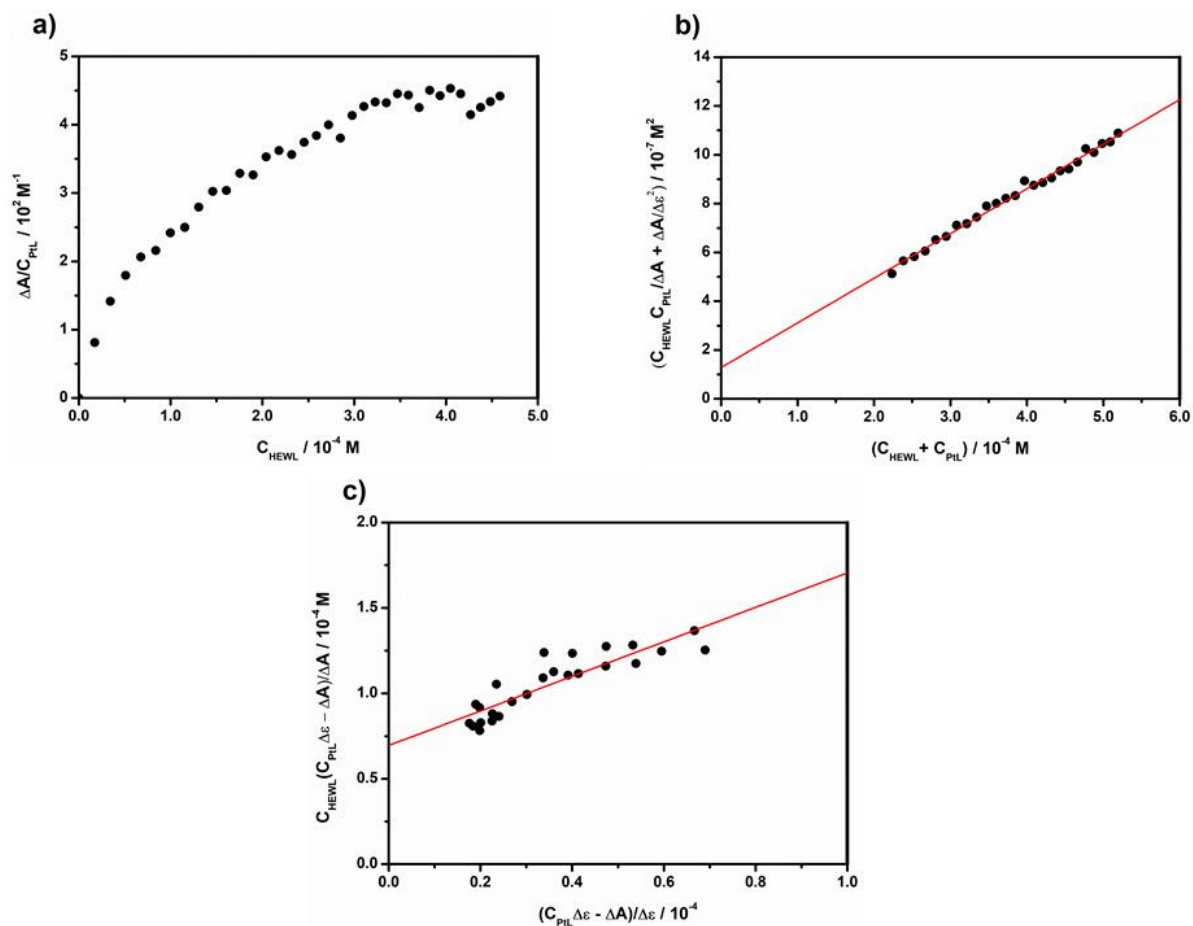 a)
5
4
3
2
1
0
ΔA/C_PtL / 10² M⁻¹
0.0 1.0 2.0 3.0 4.0 5.0
C_HEWL / 10⁻⁴ M
b)
14
12
10
8
6
4
2
0
(C_HEWL C_PtL/ΔA + ΔA/Δε²) / 10⁻⁷ M²
0.0 1.0 2.0 3.0 4.0 5.0 6.0
(C_HEWL + C_PtL) / 10⁻⁴ M
c)
2.0
1.5
1.0
0.5
0.0
C_HEWL(C_PtLΔε – ΔA)/ΔA / 10⁻⁴ M
0.0 0.2 0.4 0.6 0.8 1.0
(C_PtLΔε - ΔA)/Δε / 10⁻⁴